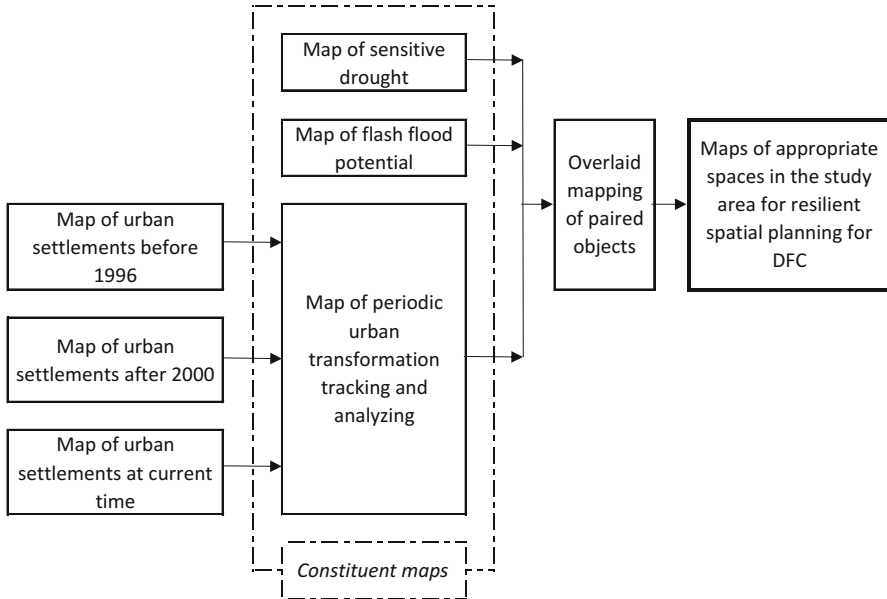 Map of sensitive
drought
Map of flash flood
potential
Map of urban
settlements before
1996
Map of urban
settlements after 2000
Map of urban
settlements at current
time
Map of periodic
urban
transformation
tracking and
analyzing
Constituent maps
Overlaid
mapping
of paired
objects
Maps of appropriate
spaces in the study
area for resilient
spatial planning for
DFC